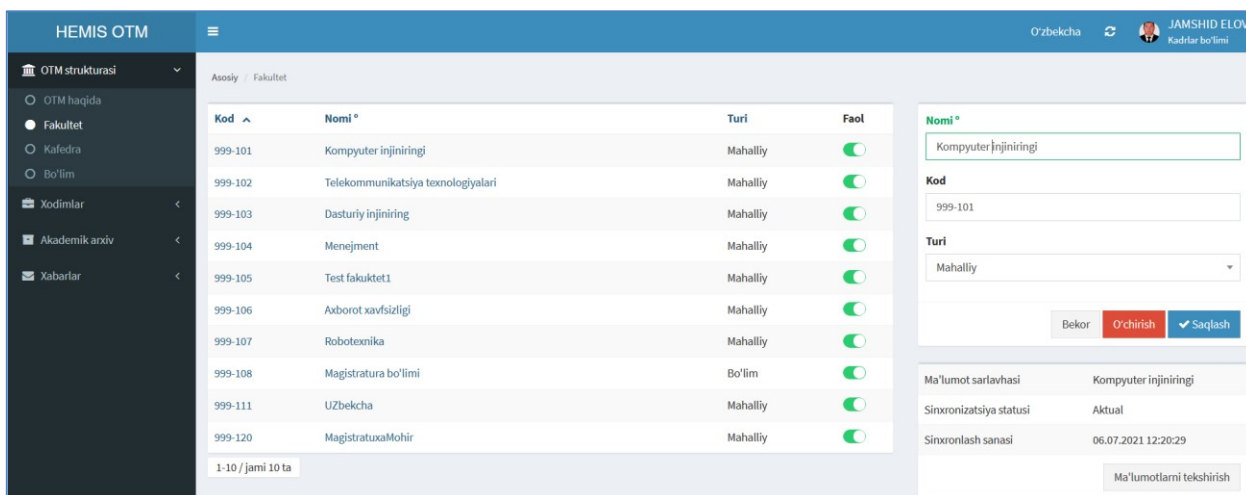 HEMIS OTM
O'zbekcha
JAMSHID ELOV
Kadrlar bo'limi
OTM strukturasi
OTM haqida
Fakultet
Kafedra
Bo'lim
Xodimlar
Akademik arxiv
Xabarlar
Asosiy / Fakultet
Kod Nomi º Turi Faol
999-101 Kompyuter injiniringi Mahalliy
999-102 Telekommunikatsiya texnologiyalari Mahalliy
999-103 Dasturiy injiniring Mahalliy
999-104 Menejment Mahalliy
999-105 Test fakuktet1 Mahalliy
999-106 Axborot xavfsizligi Mahalliy
999-107 Robotexnika Mahalliy
999-108 Magistratura bo'limi Bo'lim
999-111 UZbekcha Mahalliy
999-120 MagistratuxaMohir Mahalliy
1-10 / jami 10 ta
Nomi º
Kompyuter injiniringi
Kod
999-101
Turi
Mahalliy
Bekor O'chirish Saqlash
Ma'lumot sarlavhasi Kompyuter injiniringi
Sinxronizatsiya statusi Aktual
Sinxronlash sanasi 06.07.2021 12:20:29
Ma'lumotlarni tekshirish